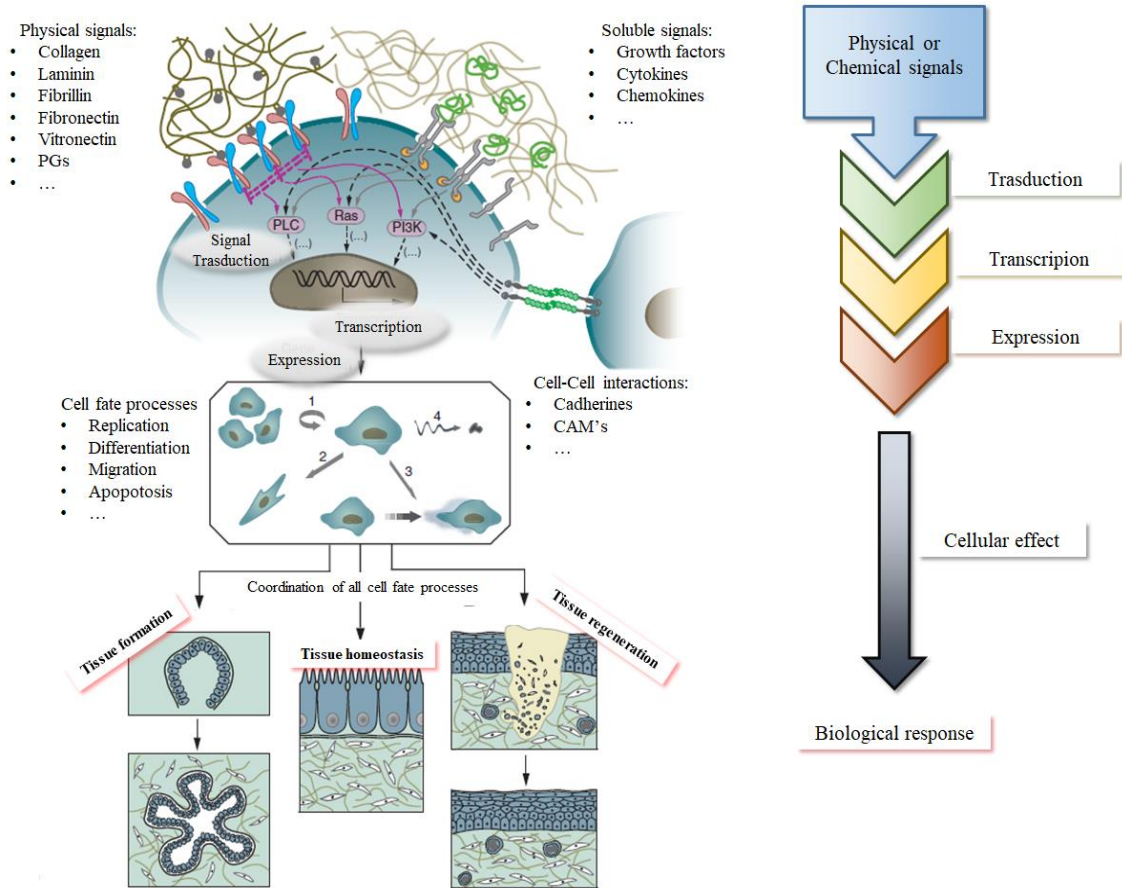 Physical signals:
• Collagen
• Laminin
• Fibrillin
• Fibronectin
• Vitronectin
• PGs
• …
Soluble signals:
• Growth factors
• Cytokines
• Chemokines
• …
PLC
Ras
PI3K
(...)
(...)
(...)
Signal
Trasduction
Transcription
Expression
Cell fate processes
• Replication
• Differentiation
• Migration
• Apopotosis
• …
Cell-Cell interactions:
• Cadherines
• CAM’s
• …
1
2
3
4
Coordination of all cell fate processes
Tissue formation
Tissue homeostasis
Tissue regeneration
Physical or
Chemical signals
Trasduction
Transcripion
Expression
Cellular effect
Biological response